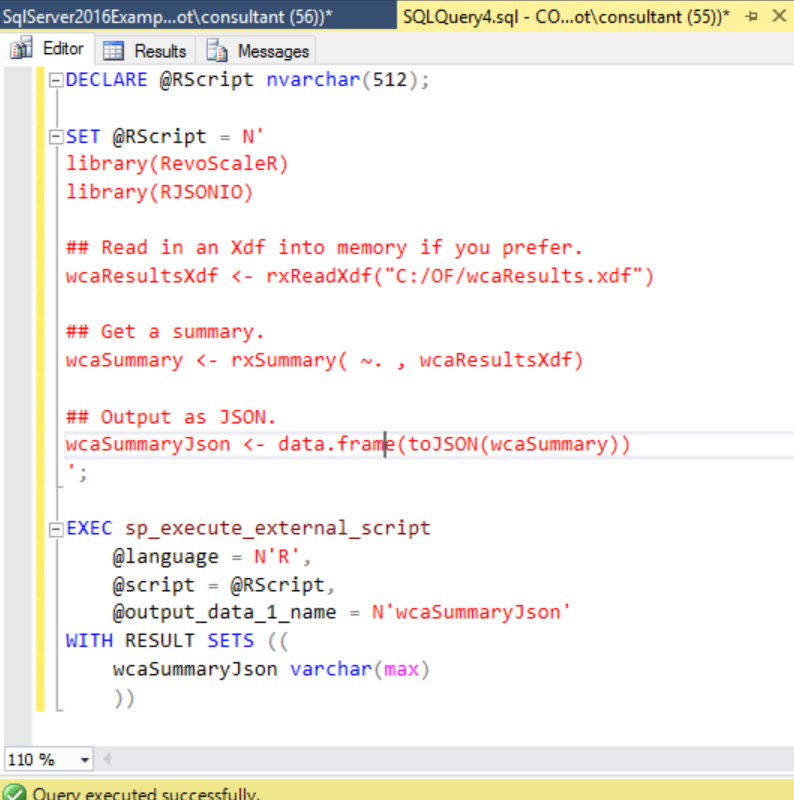 SqlServer2016Examp...ot\consultant (56))*
SQLQuery4.sql - CO...ot\consultant (55))*
Editor
Results
Messages
DECLARE @RScript nvarchar(512);
SET @RScript = N'
library(RevoScaleR)
library(RJSONIO)
## Read in an Xdf into memory if you prefer.
wcaResultsXdf <- rxReadXdf("C:/OF/wcaResults.xdf")
## Get a summary.
wcaSummary <- rxSummary( ~. , wcaResultsXdf)
## Output as JSON.
wcaSummaryJson <- data.frame(toJSON(wcaSummary))
';
EXEC sp_execute_external_script
@language = N'R',
@script = @RScript,
@output_data_1_name = N'wcaSummaryJson'
WITH RESULT SETS ((
wcaSummaryJson varchar(max)
))
110 %
Query executed successfully.